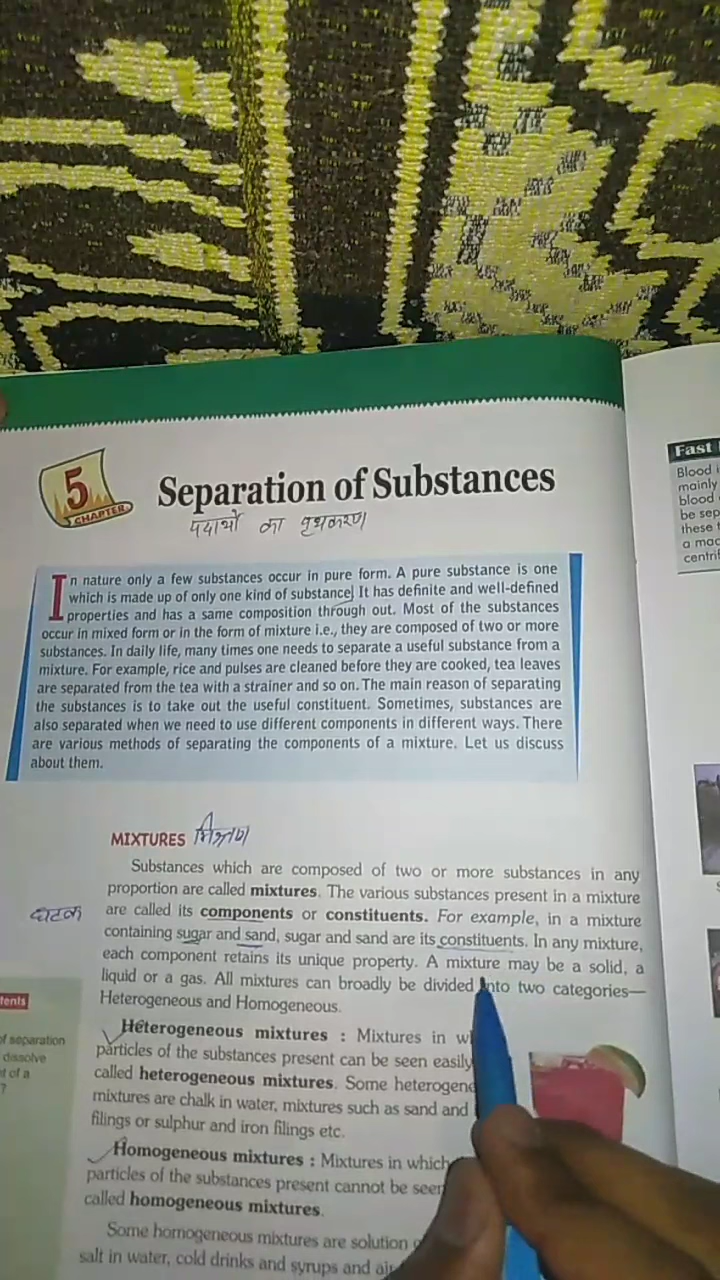 5
CHAPTER
Separation of Substances
पदार्थो का पृथकरण
In nature only a few substances occur in pure form. A pure substance is one
which is made up of only one kind of substance. It has definite and well-defined
properties and has a same composition through out. Most of the substances
occur in mixed form or in the form of mixture i.e., they are composed of two or more
substances. In daily life, many times one needs to separate a useful substance from a
mixture. For example, rice and pulses are cleaned before they are cooked, tea leaves
are separated from the tea with a strainer and so on. The main reason of separating
the substances is to take out the useful constituent. Sometimes, substances are
also separated when we need to use different components in different ways. There
are various methods of separating the components of a mixture. Let us discuss
about them.
MIXTURES मिश्रण
Substances which are composed of two or more substances in any
proportion are called mixtures. The various substances present in a mixture
घटक are called its components or constituents. For example, in a mixture
containing sugar and sand, sugar and sand are its constituents. In any mixture,
each component retains its unique property. A mixture may be a solid, a
liquid or a gas. All mixtures can broadly be divided into two categories—
Heterogeneous and Homogeneous.
Heterogeneous mixtures : Mixtures in
particles of the substances present can be seen easily
called heterogeneous mixtures. Some
mixtures are chalk in water, mixtures such as sand and
filings or sulphur and iron filings etc.
Homogeneous mixtures : Mixtures in which
particles of the substances present cannot be seen
called homogeneous mixtures.
Some homogeneous mixtures are solution
salt in water, cold drinks and syrups and
tents
of separation
dissolve
t of a
?
Fast
Blood
mainly
blood
be sep
these
a mac
centri